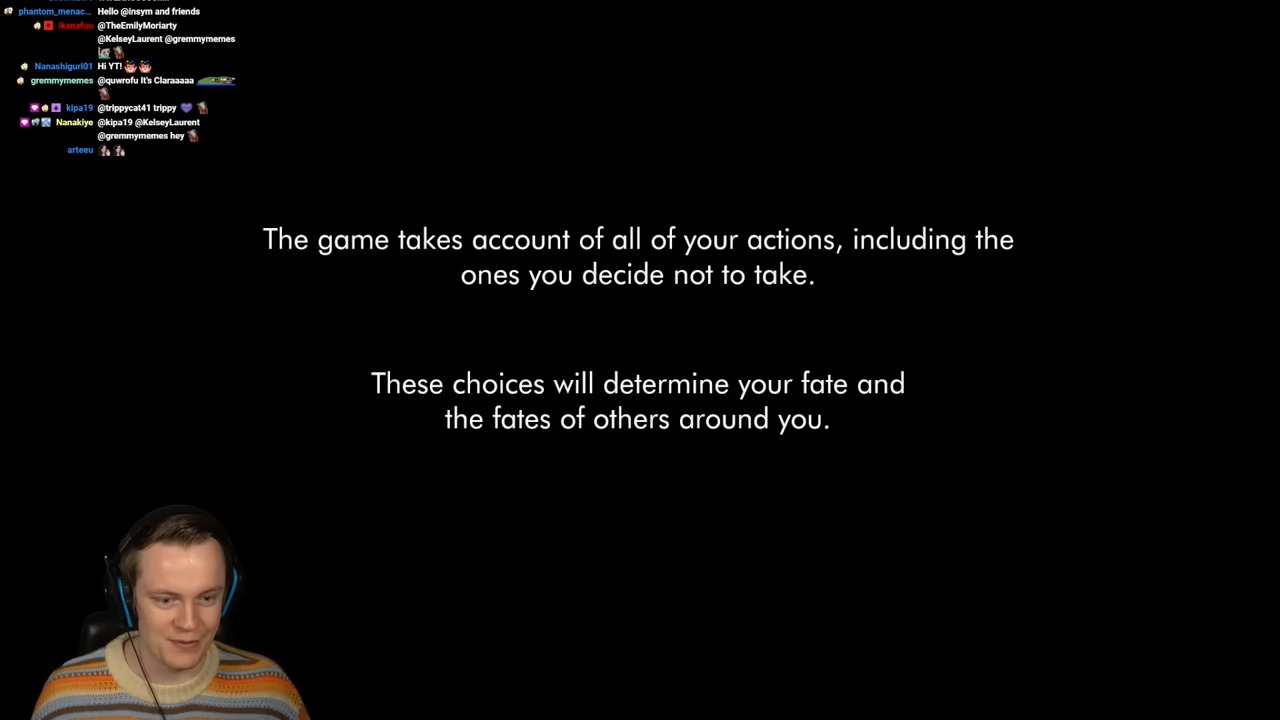 phantom_menac... Hello @insym and friends
ikanafuu @TheEmilyMoriarty
@KelseyLaurent @gremmymemes
Nanashigurl01 Hi YT!
gremmymemes @quwrofu It's Claraaaaa
kipa19 @trippycat41 trippy
Nanakiye @kipa19 @KelseyLaurent
@gremmymemes hey
arteeu
The game takes account of all of your actions, including the
ones you decide not to take.
These choices will determine your fate and
the fates of others around you.